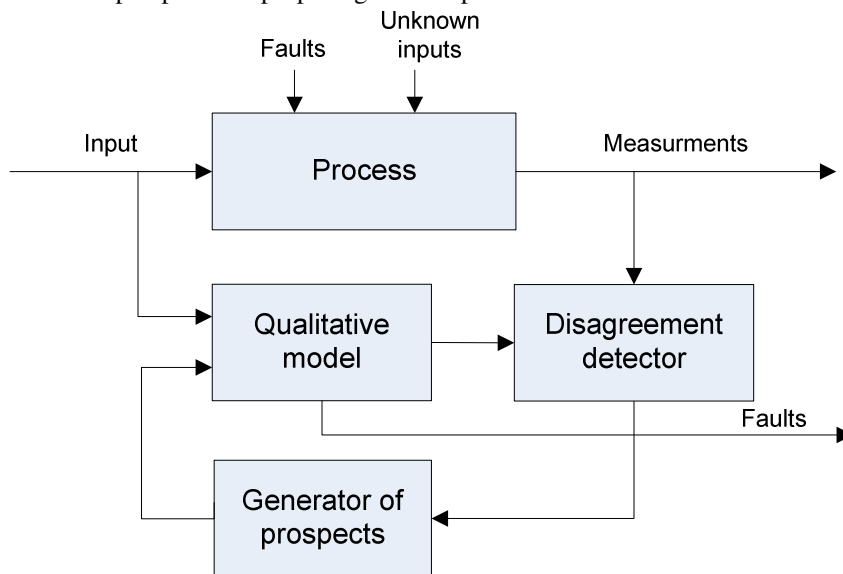 Unknown
inputs
Faults
Input
Process
Measurments
Qualitative
model
Disagreement
detector
Faults
Generator of
prospects